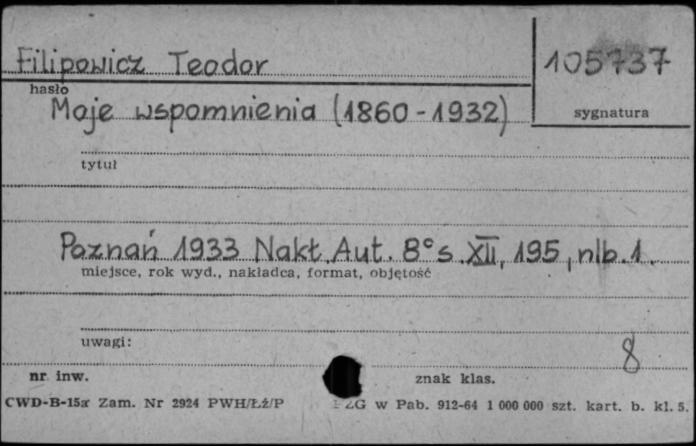 Filipowicz Teodor 105737
hasło
Moje wspomnienia (1860-1932) sygnatura
tytuł
Poznań 1933 Nakł. Aut. 8° s. XII, 195, nlb. 1.
miejsce, rok wyd., nakładca, format, objętość
uwagi:
8
nr inw. znak klas.
CWD-B-15x Zam. Nr 2924 PWH/Łź/P PZG w Pab. 912-64 1 000 000 szt. kart. b. kl. 5.